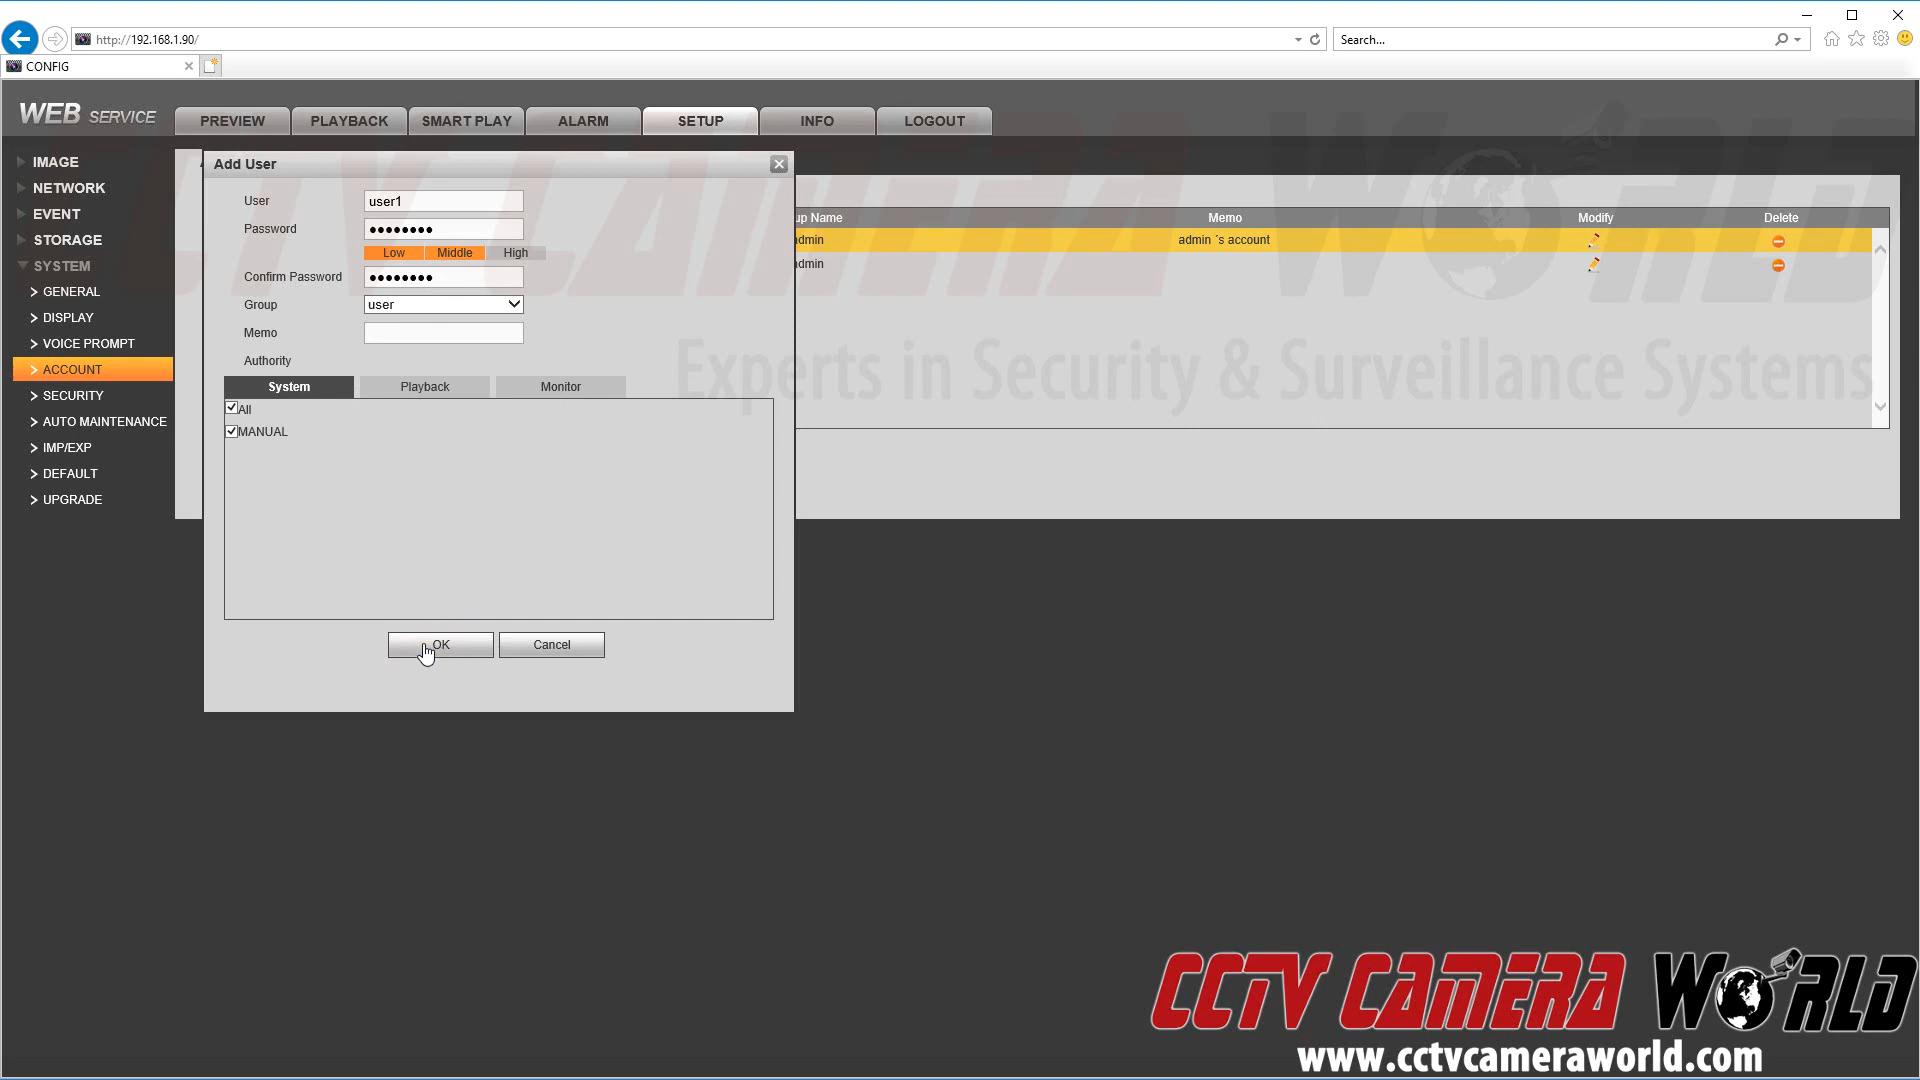 http://192.168.1.90/
Search...
CONFIG
WEB SERVICE
PREVIEW
PLAYBACK
SMART PLAY
ALARM
SETUP
INFO
LOGOUT
IMAGE
NETWORK
EVENT
STORAGE
SYSTEM
GENERAL
DISPLAY
VOICE PROMPT
ACCOUNT
SECURITY
AUTO MAINTENANCE
IMP/EXP
DEFAULT
UPGRADE
Add User
User
user1
Password
●●●●●●●●
Low Middle High
Confirm Password
●●●●●●●●
Group
user
Memo
Authority
System Playback Monitor
All
MANUAL
OK Cancel
up Name Memo Modify Delete
dmin admin 's account
dmin
CCTV CAMERA WORLD
Experts in Security & Surveillance Systems
CCTV CAMERA WORLD
www.cctvcameraworld.com